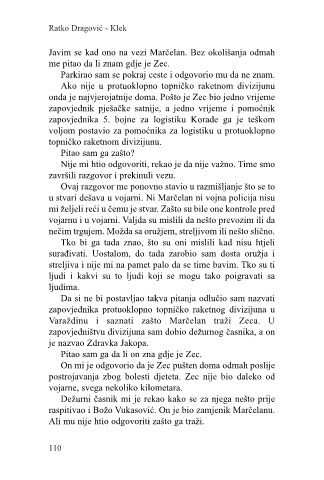 Ratko Dragović - Klek
Javim se kad ono na vezi Marčelan. Bez okolišanja odmah
me pitao da li znam gdje je Zec.
Parkirao sam se pokraj ceste i odgovorio mu da ne znam.
Ako nije u protuoklopno topničko raketnom divizijunu
onda je najvjerojatnije doma. Pošto je Zec bio jedno vrijeme
zapovjednik pješačke satnije, a jedno vrijeme i pomoćnik
zapovjednika 5. bojne za logistiku Korade ga je teškom
voljom postavio za pomoćnika za logistiku u protuoklopno
topničko raketnom divizijunu.
Pitao sam ga zašto?
Nije mi htio odgovoriti, rekao je da nije važno. Time smo
završili razgovor i prekinuli vezu.
Ovaj razgovor me ponovno stavio u razmišljanje što se to
u stvari dešava u vojarni. Ni Marčelan ni vojna policija nisu
mi željeli reći u čemu je stvar. Zašto su bile one kontrole pred
vojarnu i u vojarni. Valjda su mislili da nešto prevozim ili da
nečim trgujem. Možda sa oružjem, streljivom ili nešto slično.
Tko bi ga tada znao, što su oni mislili kad nisu htjeli
surađivati. Uostalom, do tada zarobio sam dosta oružja i
streljiva i nije mi na pamet palo da se time bavim. Tko su ti
ljudi i kakvi su to ljudi koji se mogu tako poigravati sa
ljudima.
Da si ne bi postavljao takva pitanja odlučio sam nazvati
zapovjednika protuoklopno topničko raketnog divizijuna u
Varaždinu i saznati zašto Marčelan traži Zeca. U
zapovjedništvu divizijuna sam dobio dežurnog časnika, a on
je nazvao Zdravka Jakopa.
Pitao sam ga da li on zna gdje je Zec.
On mi je odgovorio da je Zec pušten doma odmah poslije
postrojavanja zbog bolesti djeteta. Zec nije bio daleko od
vojarne, svega nekoliko kilometara.
Dežurni časnik mi je rekao kako se za njega nešto prije
raspitivao i Božo Vukasović. On je bio zamjenik Marčelanu.
Ali mu nije htio odgovoriti zašto ga traži.
110